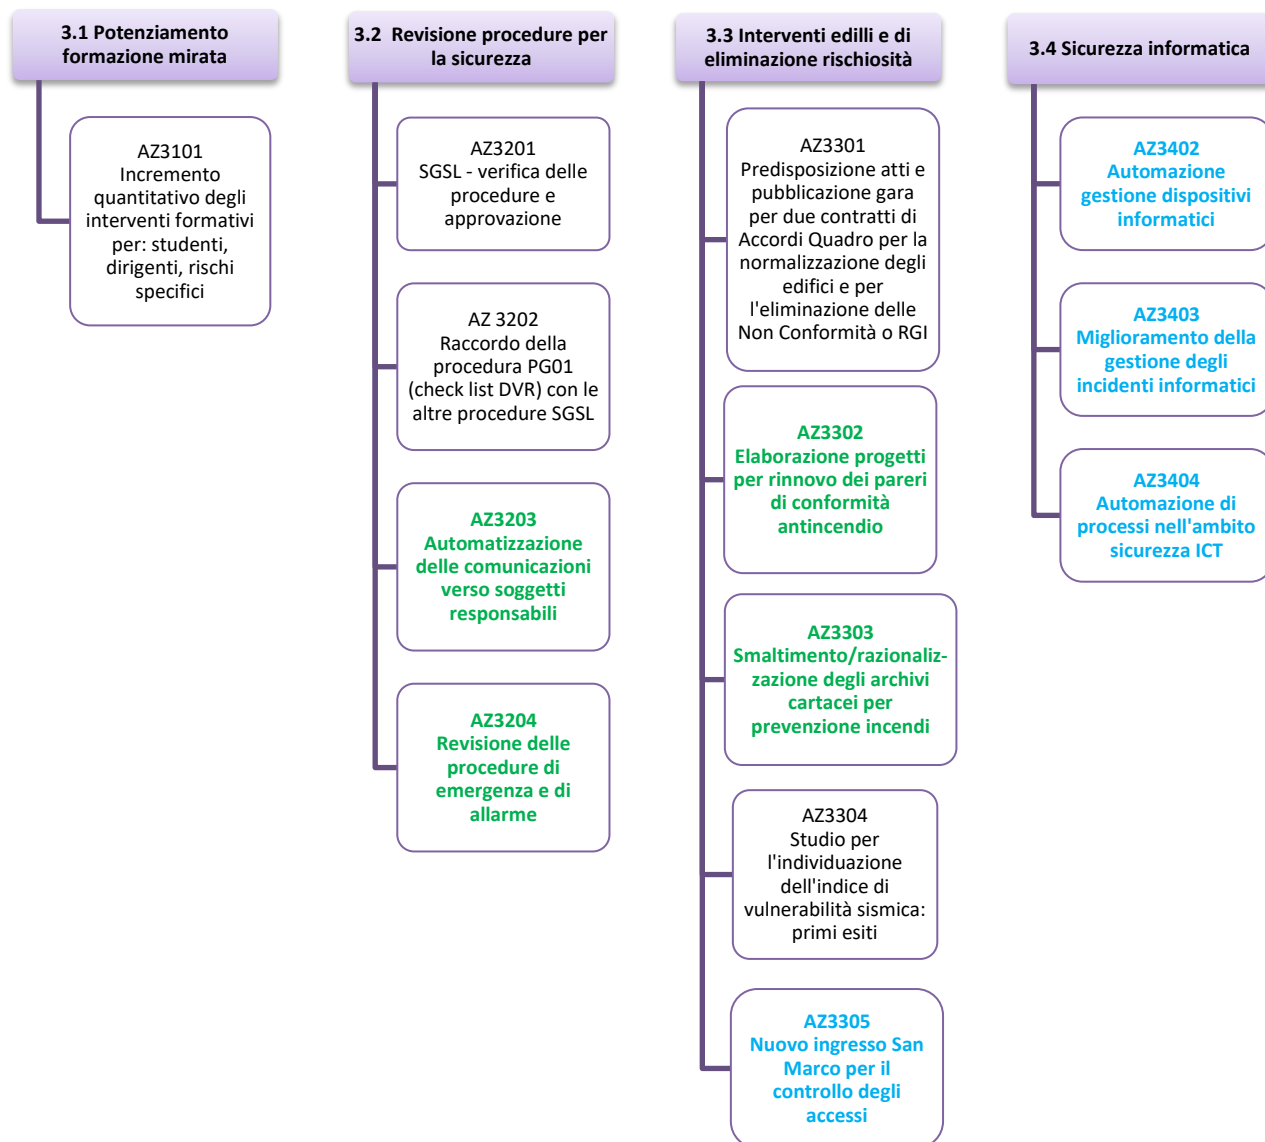 3.1 Potenziamento
formazione mirata
AZ3101
Incremento
quantitativo degli
interventi formativi
per: studenti,
dirigenti, rischi
specifici
3.2 Revisione procedure per
la sicurezza
AZ3201
SGSL - verifica delle
procedure e
approvazione
AZ 3202
Raccordo della
procedura PG01
(check list DVR) con le
altre procedure SGSL
AZ3203
Automatizzazione
delle comunicazioni
verso soggetti
responsabili
AZ3204
Revisione delle
procedure di
emergenza e di
allarme
3.3 Interventi edilli e di
eliminazione rischiosità
AZ3301
Predisposizione atti e
pubblicazione gara
per due contratti di
Accordi Quadro per la
normalizzazione degli
edifici e per
l'eliminazione delle
Non Conformità o RGI
AZ3302
Elaborazione progetti
per rinnovo dei pareri
di conformità
antincendio
AZ3303
Smaltimento/razionaliz-
zazione degli archivi
cartacei per
prevenzione incendi
AZ3304
Studio per
l'individuazione
dell'indice di
vulnerabilità sismica:
primi esiti
AZ3305
Nuovo ingresso San
Marco per il
controllo degli
accessi
3.4 Sicurezza informatica
AZ3402
Automazione
gestione dispositivi
informatici
AZ3403
Miglioramento della
gestione degli
incidenti informatici
AZ3404
Automazione di
processi nell'ambito
sicurezza ICT